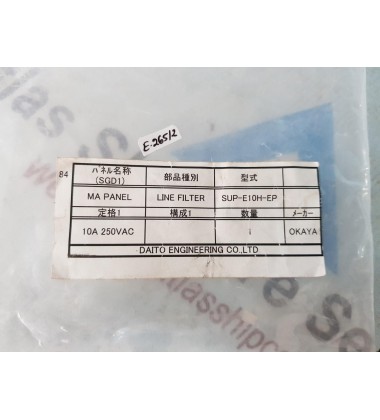 E-26512
84
パネル名称 部品種別 型式
(SGD1)
MA PANEL LINE FILTER SUP-E10H-EP
定格1 構成1 数量 メーカー
10A 250VAC 1 OKAYA
DAITO ENGINEERING CO.,LTD